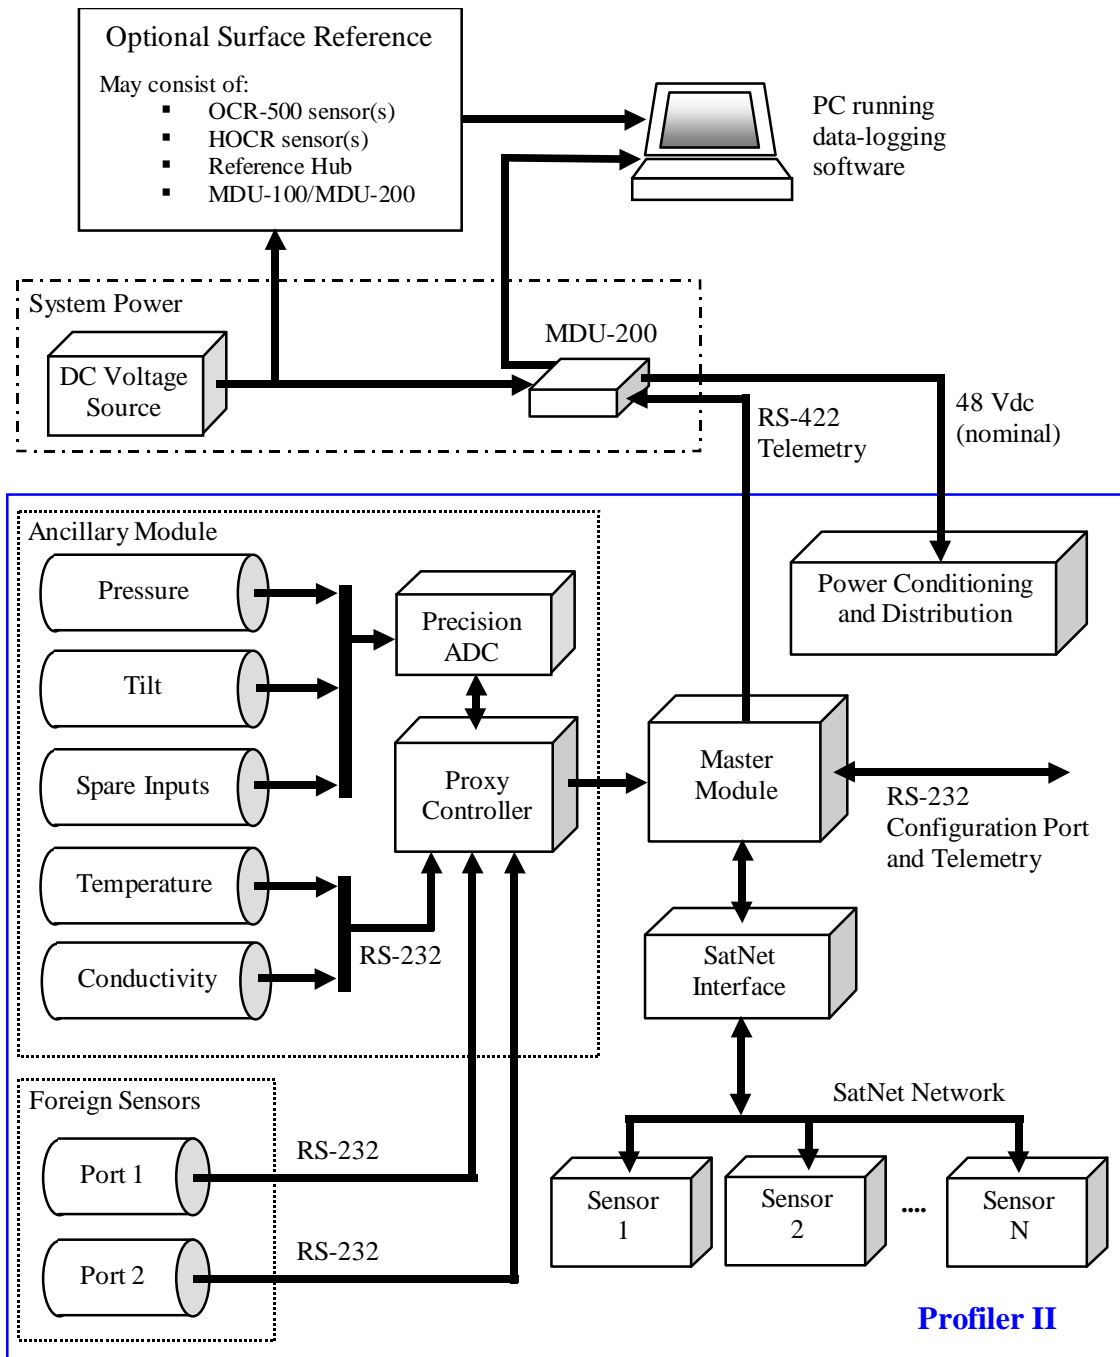 Optional Surface Reference
May consist of:
▪ OCR-500 sensor(s)
▪ HOCR sensor(s)
▪ Reference Hub
▪ MDU-100/MDU-200
PC running
data-logging
software
System Power
DC Voltage
Source
MDU-200
RS-422
Telemetry
48 Vdc
(nominal)
Ancillary Module
Pressure
Tilt
Spare Inputs
Temperature
Conductivity
RS-232
Precision
ADC
Proxy
Controller
Power Conditioning
and Distribution
Master
Module
RS-232
Configuration Port
and Telemetry
SatNet
Interface
SatNet Network
Foreign Sensors
Port 1
RS-232
Port 2
RS-232
Sensor
1
Sensor
2
....
Sensor
N
Profiler II